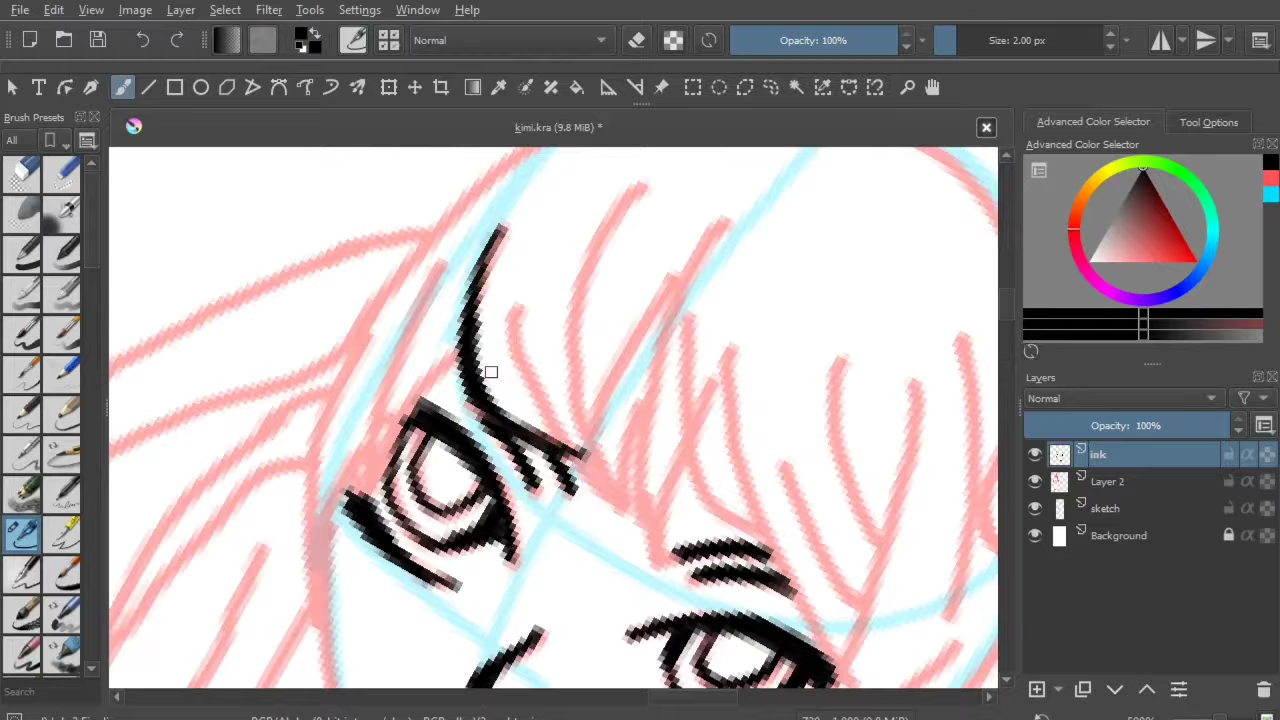 File Edit View Image Layer Select Filter Tools Settings Window Help
Normal Opacity: 100% Size: 2.00 px
Brush Presets
All
kimi.kra (9.8 MiB) *
Advanced Color Selector Tool Options
Advanced Color Selector
Layers
Normal
Opacity: 100%
ink
Layer 2
sketch
Background
Search